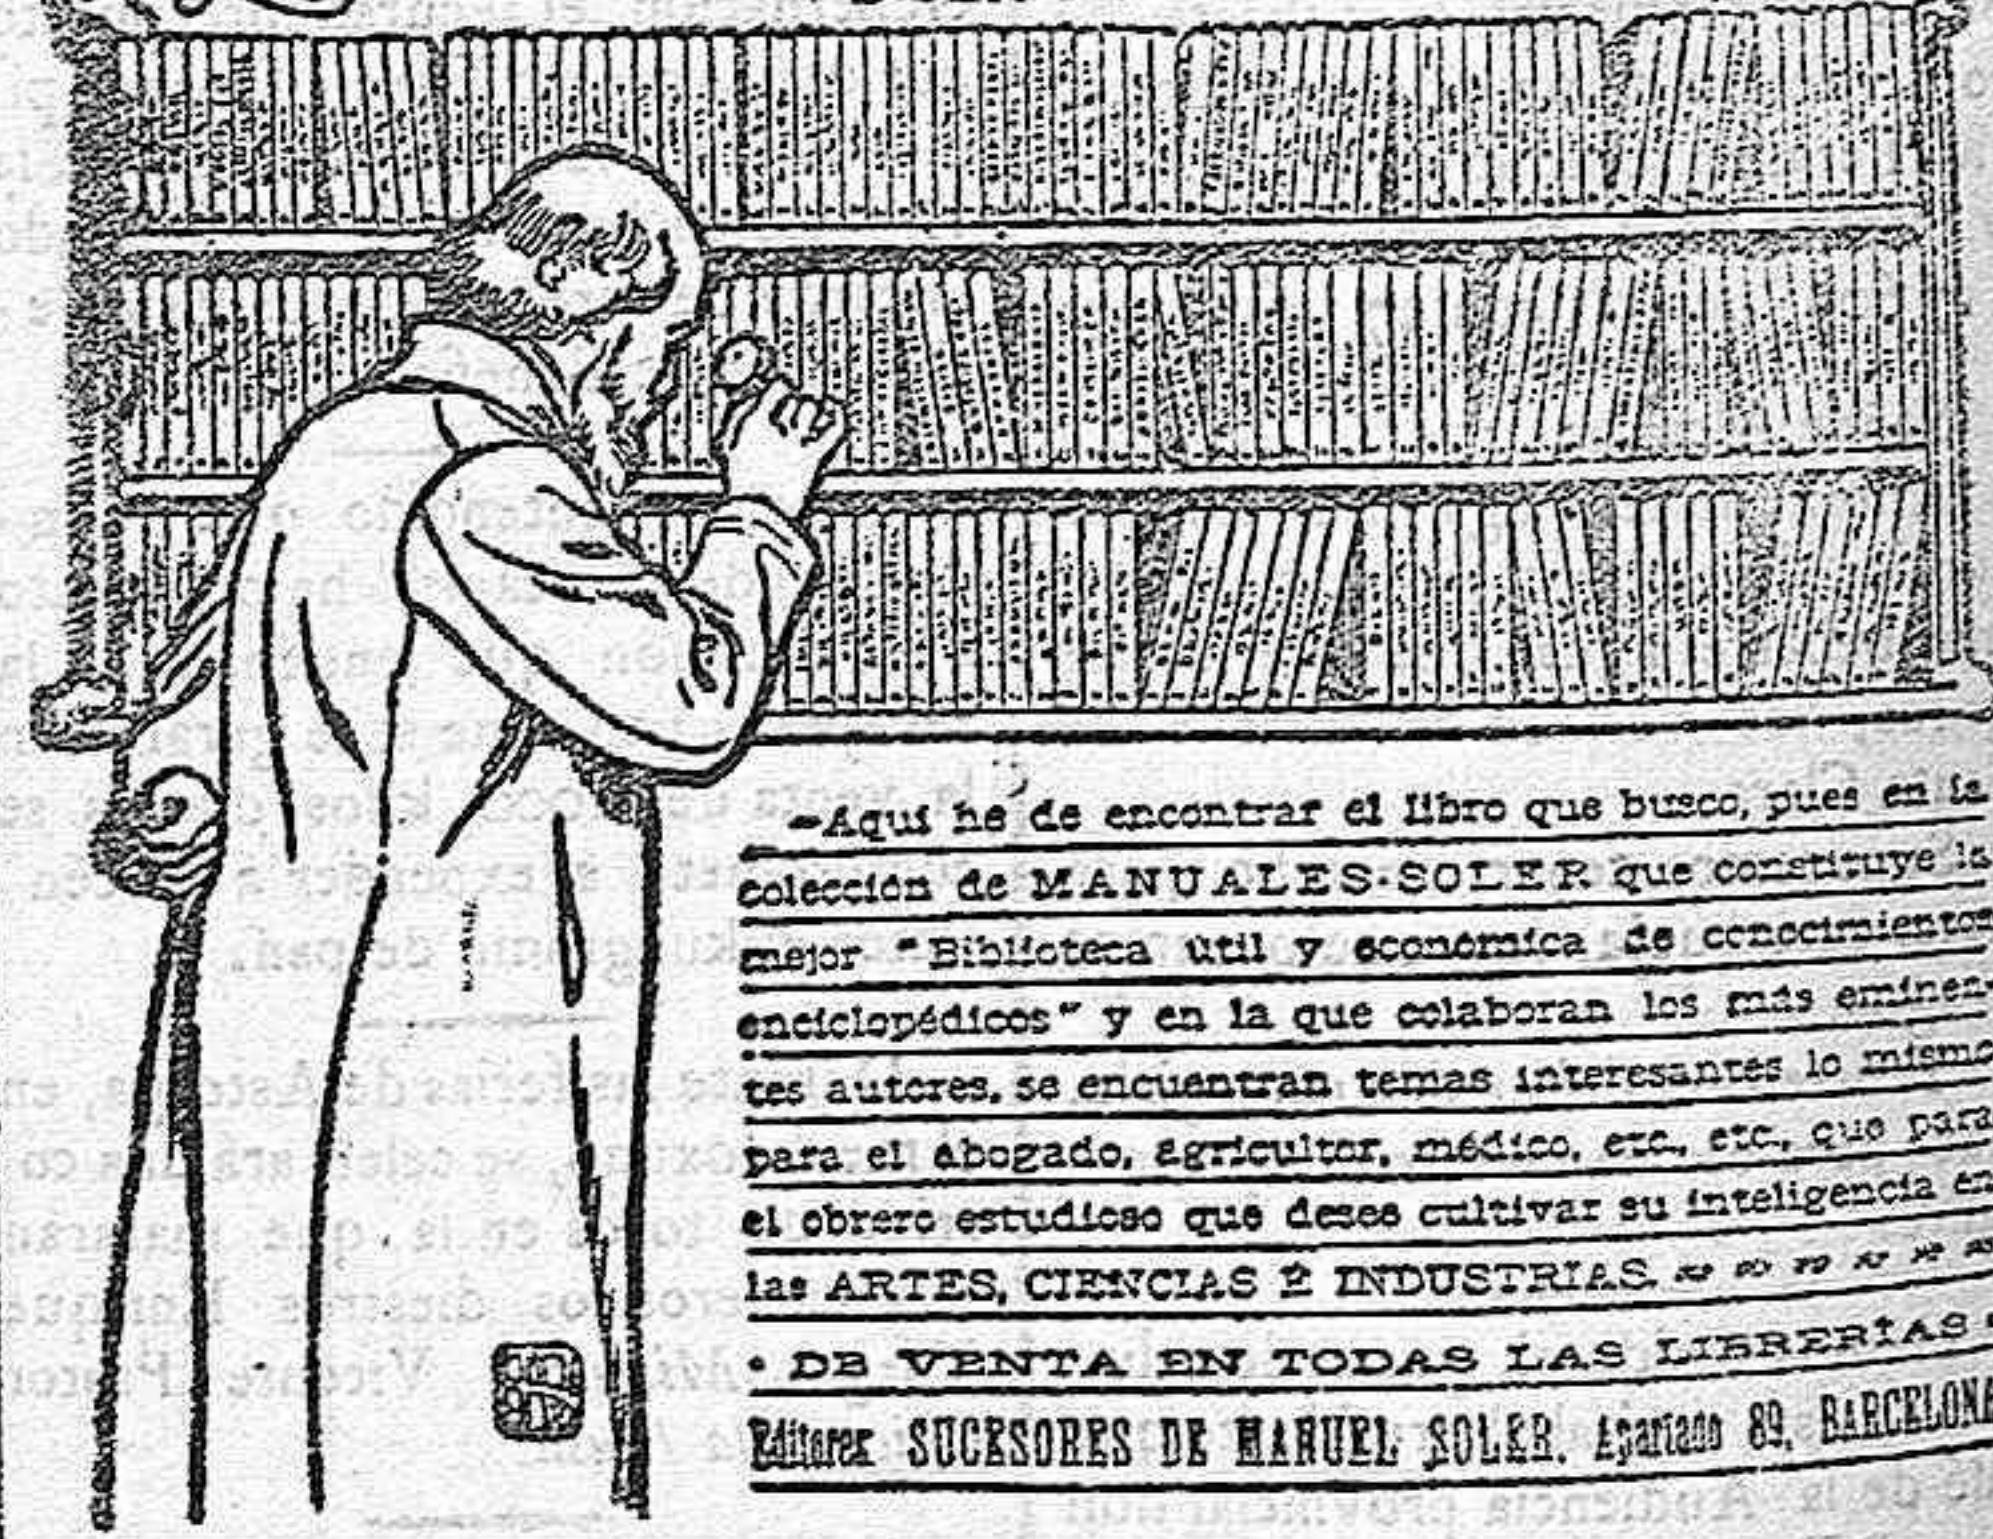 —Aquí he de encontrar el libro que busco, pues en la
colección de MANUALES-SOLER que constituye la
mejor "Biblioteca útil y económica de conocimientos
enciclopédicos" y en la que colaboran los más eminen-
tes autores, se encuentran temas interesantes lo mismo
para el abogado, agricultor, médico, etc., etc., que para
el obrero estudioso que desee cultivar su inteligencia en
las ARTES, CIENCIAS É INDUSTRIAS.
• DE VENTA EN TODAS LAS LIBRERÍAS •
Editores SUCESORES DE MANUEL SOLER. Apartado 89, BARCELONA